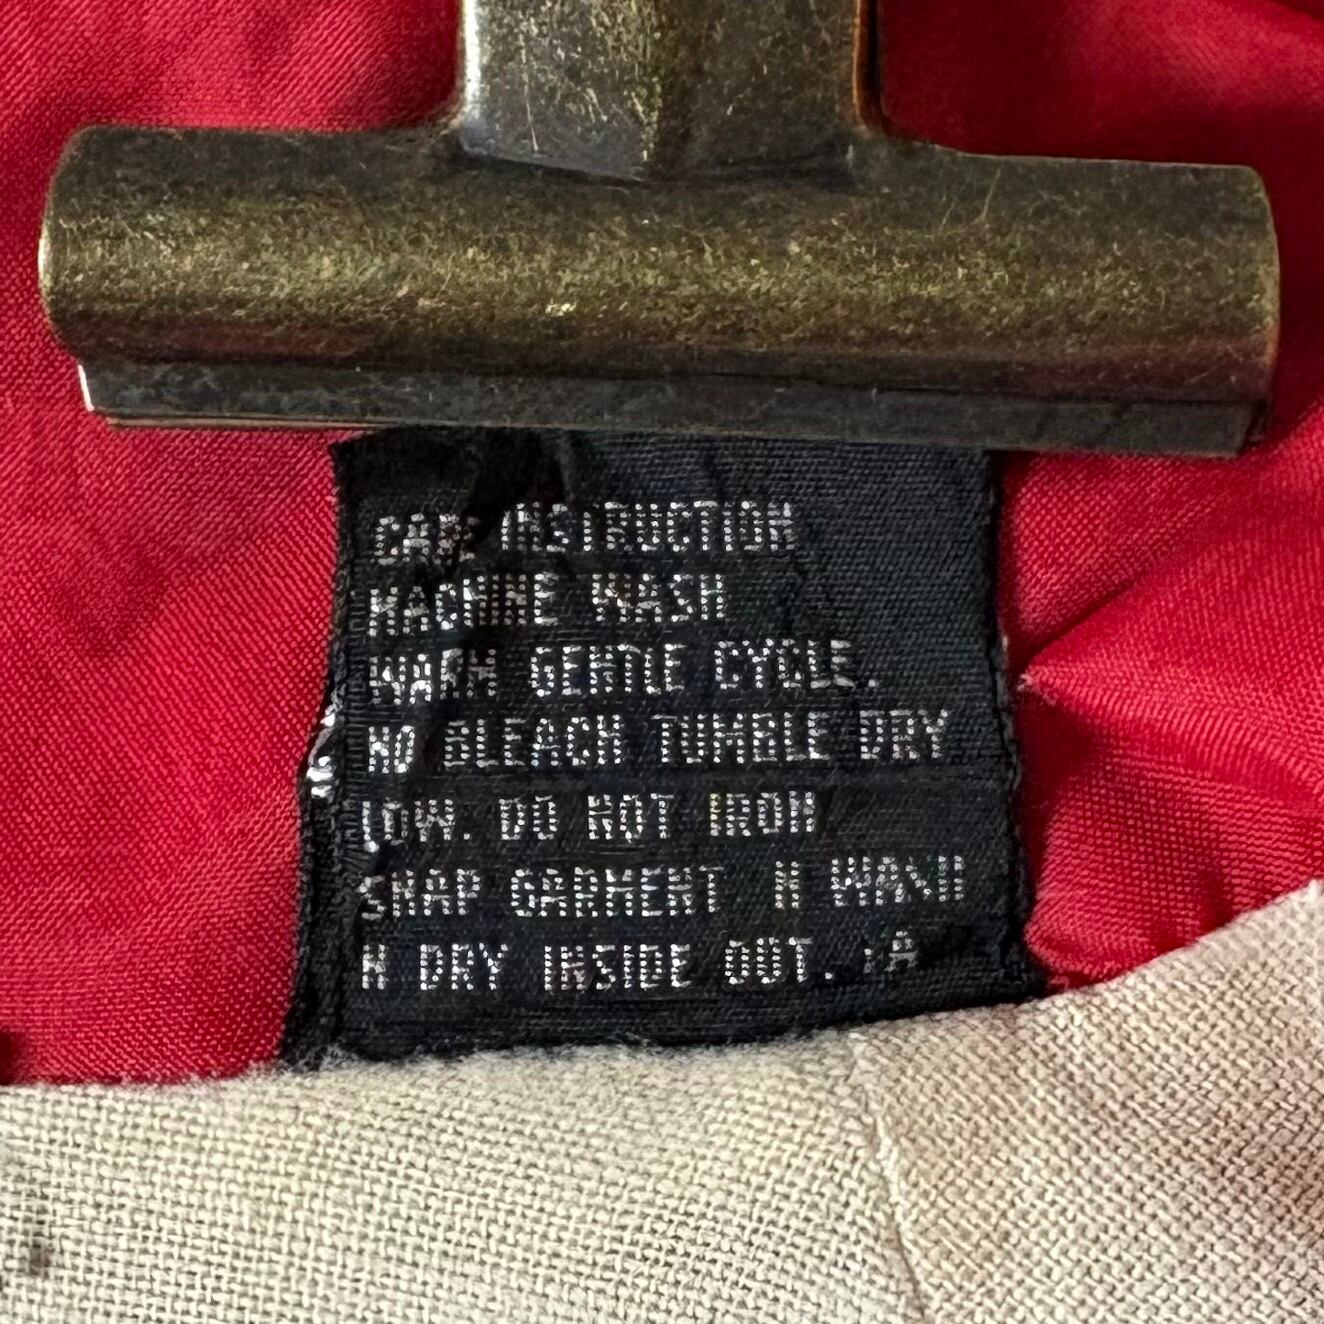 CARE INSTRUCTION
MACHINE WASH
WARM GENTLE CYCLE.
NO BLEACH TUMBLE DRY
LOW. DO NOT IRON.
SNAP GARMENT N WASH
N DRY INSIDE OUT.